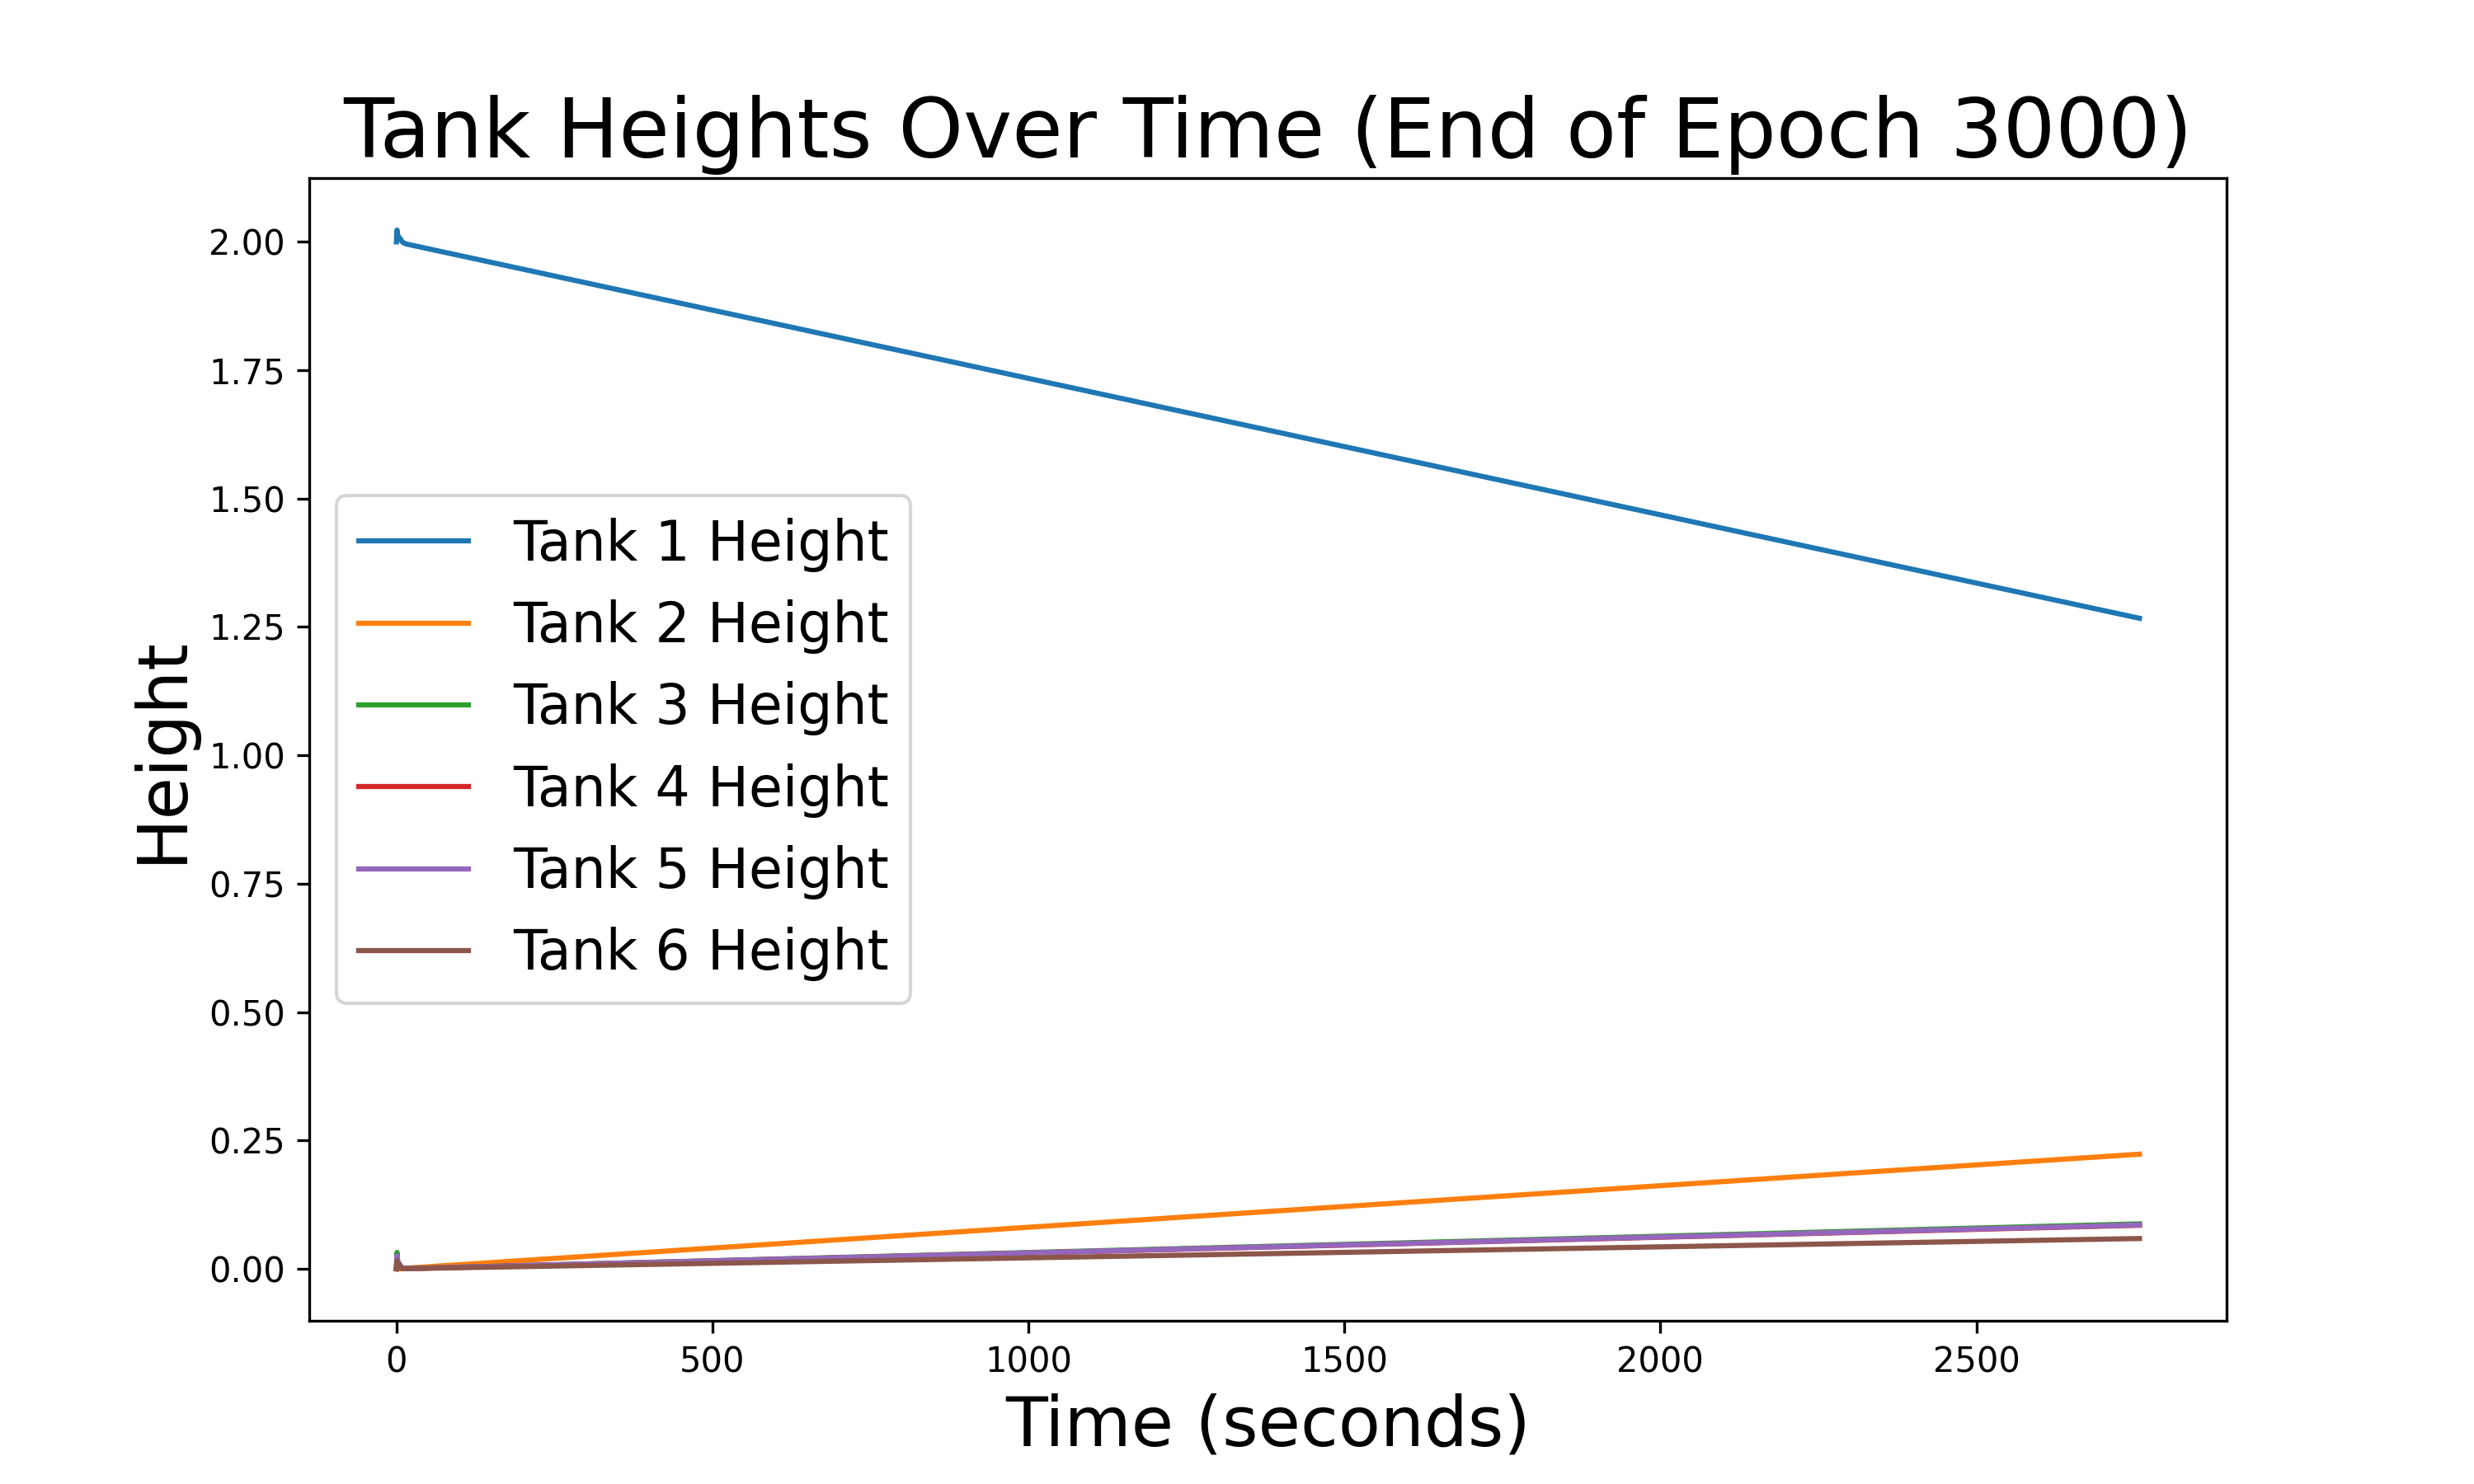 Tank Heights Over Time (End of Epoch 3000)
Height
2.00
1.75
1.50
1.25
1.00
0.75
0.50
0.25
0.00
Tank 1 Height
Tank 2 Height
Tank 3 Height
Tank 4 Height
Tank 5 Height
Tank 6 Height
0 500 1000 1500 2000 2500
Time (seconds)